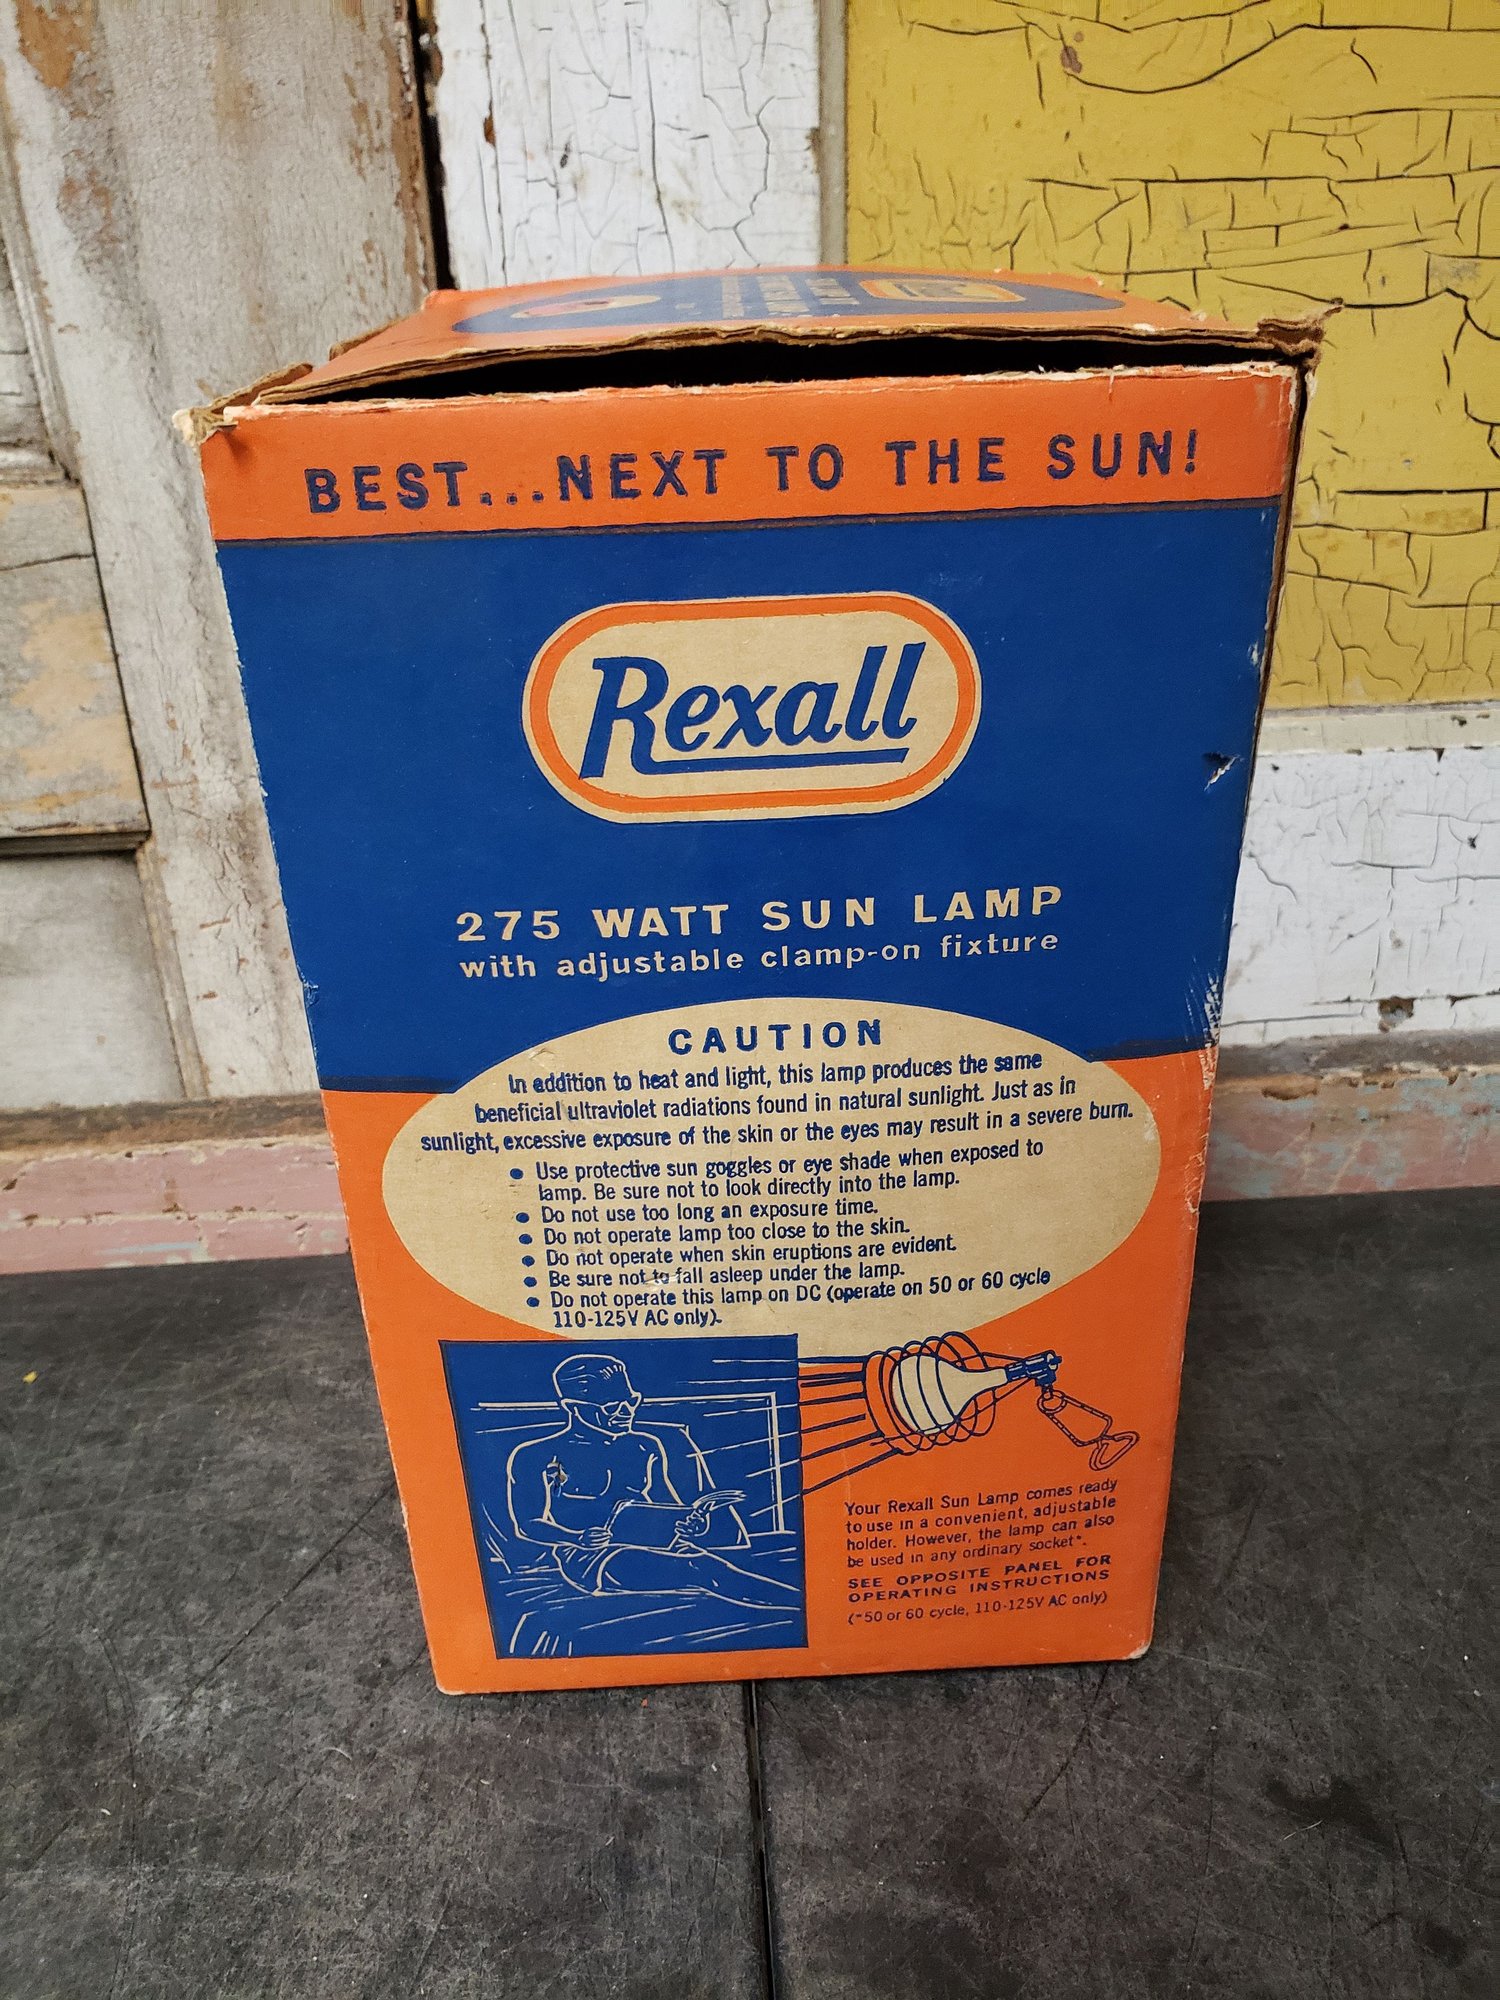 BEST...NEXT TO THE SUN!
Rexall
275 WATT SUN LAMP
with adjustable clamp-on fixture
CAUTION
In addition to heat and light, this lamp produces the same
beneficial ultraviolet radiations found in natural sunlight. Just as in
sunlight, excessive exposure of the skin or the eyes may result in a severe burn.
• Use protective sun goggles or eye shade when exposed to
lamp. Be sure not to look directly into the lamp.
• Do not use too long an exposure time.
• Do not operate lamp too close to the skin.
• Do not operate when skin eruptions are evident.
• Be sure not to fall asleep under the lamp.
• Do not operate this lamp on DC (operate on 50 or 60 cycle
110-125V AC only).
Your Rexall Sun Lamp comes ready
to use in a convenient, adjustable
holder. However, the lamp can also
be used in any ordinary socket*.
SEE OPPOSITE PANEL FOR
OPERATING INSTRUCTIONS
(*50 or 60 cycle, 110-125V AC only)